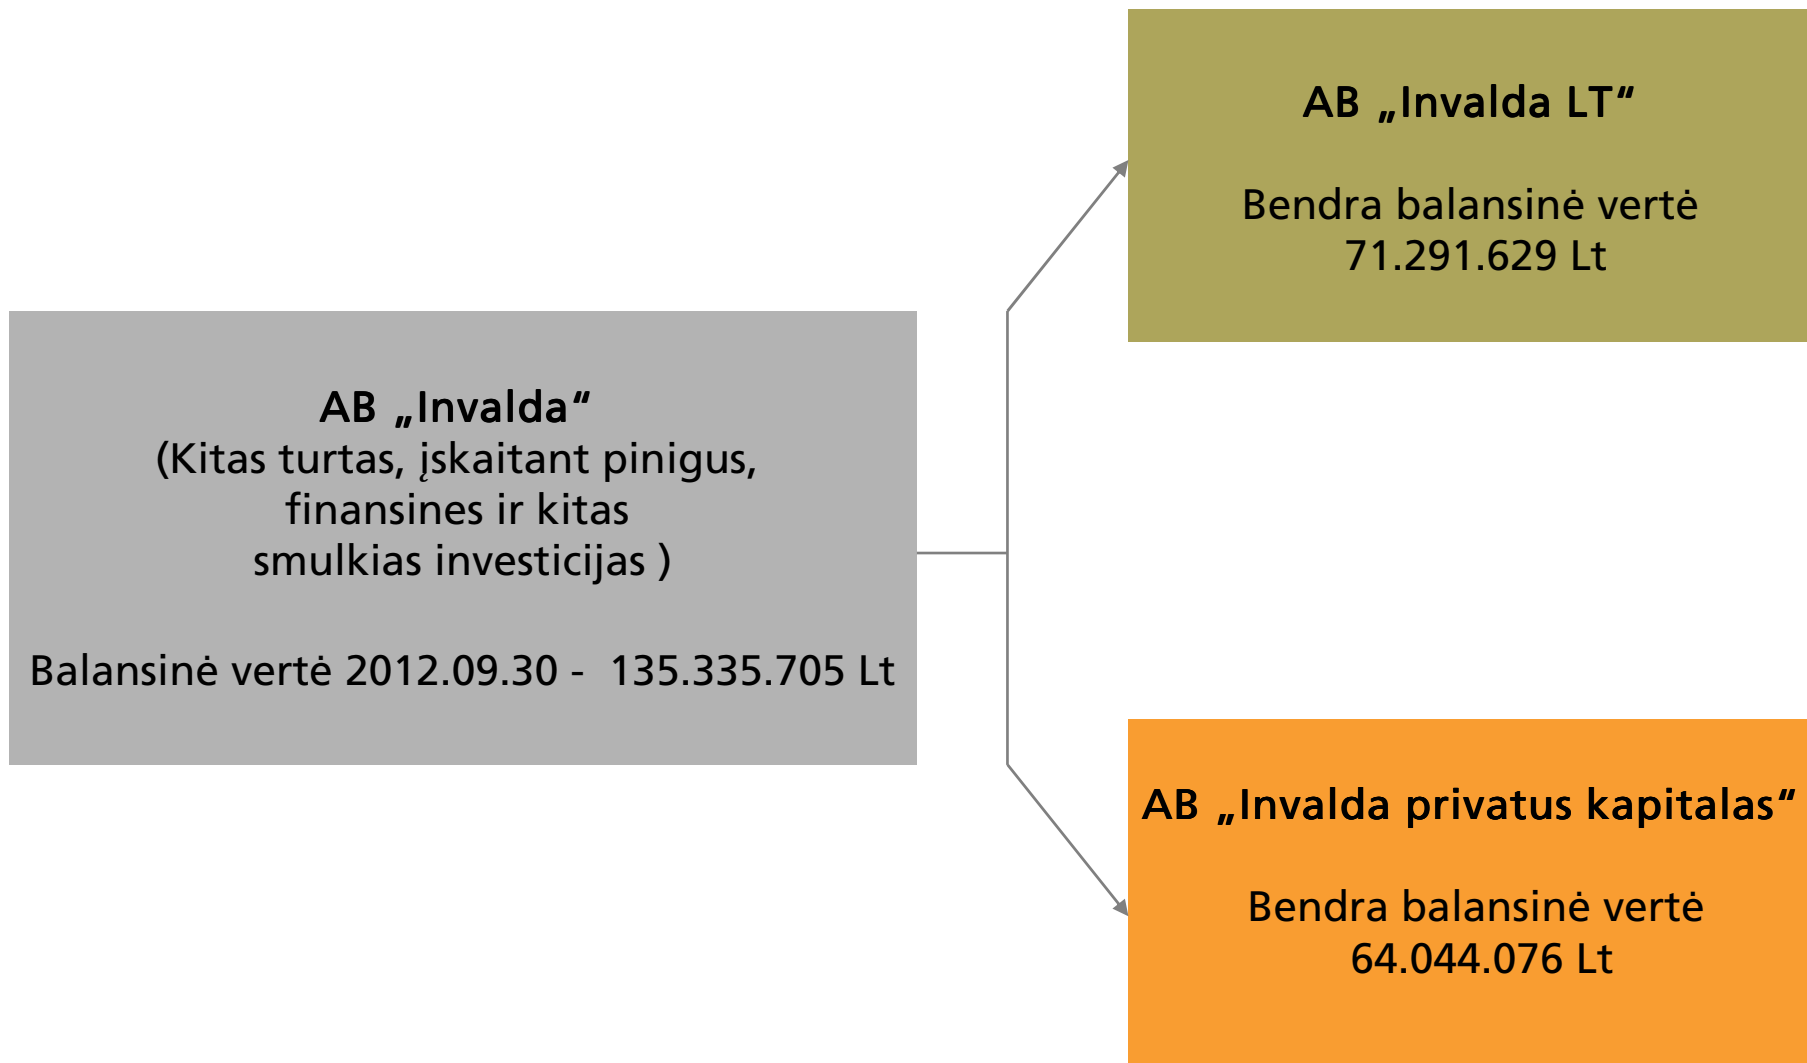 AB „Invalda“
(Kitas turtas, įskaitant pinigus,
finansines ir kitas
smulkias investicijas )
Balansinė vertė 2012.09.30 - 135.335.705 Lt
AB „Invalda LT“
Bendra balansinė vertė
71.291.629 Lt
AB „Invalda privatus kapitalas“
Bendra balansinė vertė
64.044.076 Lt